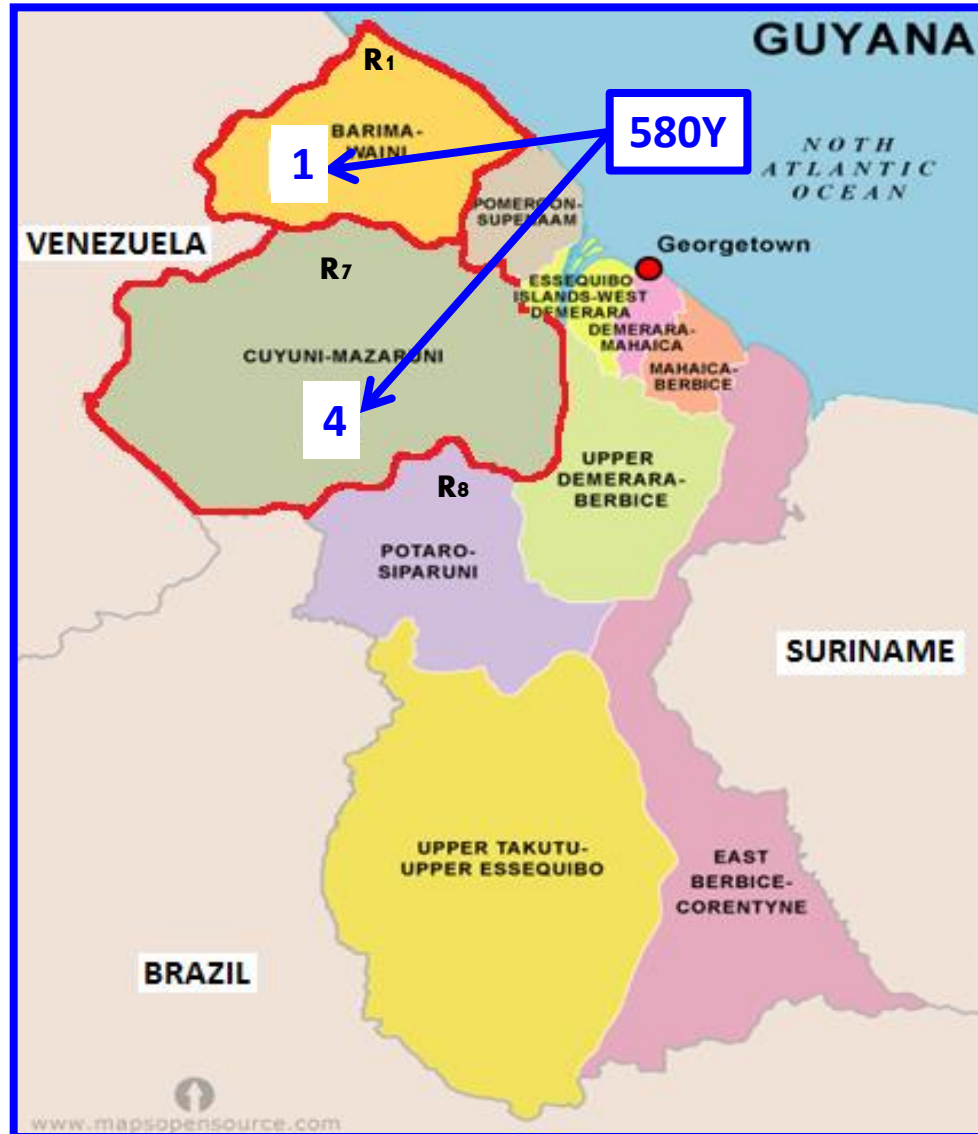 GUYANA
R1
BARIMA-
WAINI
1
580Y
NOTH
ATLANTIC
OCEAN
POMEROON-
SUPENAAM
VENEZUELA
Georgetown
R7
ESSEQUIBO
ISLANDS-WEST
DEMERARA
DEMERARA-
MAHAICA
CUYUNI-MAZARUNI
MAHAICA-
BERBICE
4
UPPER
DEMERARA-
BERBICE
R8
POTARO-
SIPARUNI
SURINAME
UPPER TAKUTU-
UPPER ESSEQUIBO
EAST
BERBICE-
CORENTYNE
BRAZIL
www.mapsopensource.com